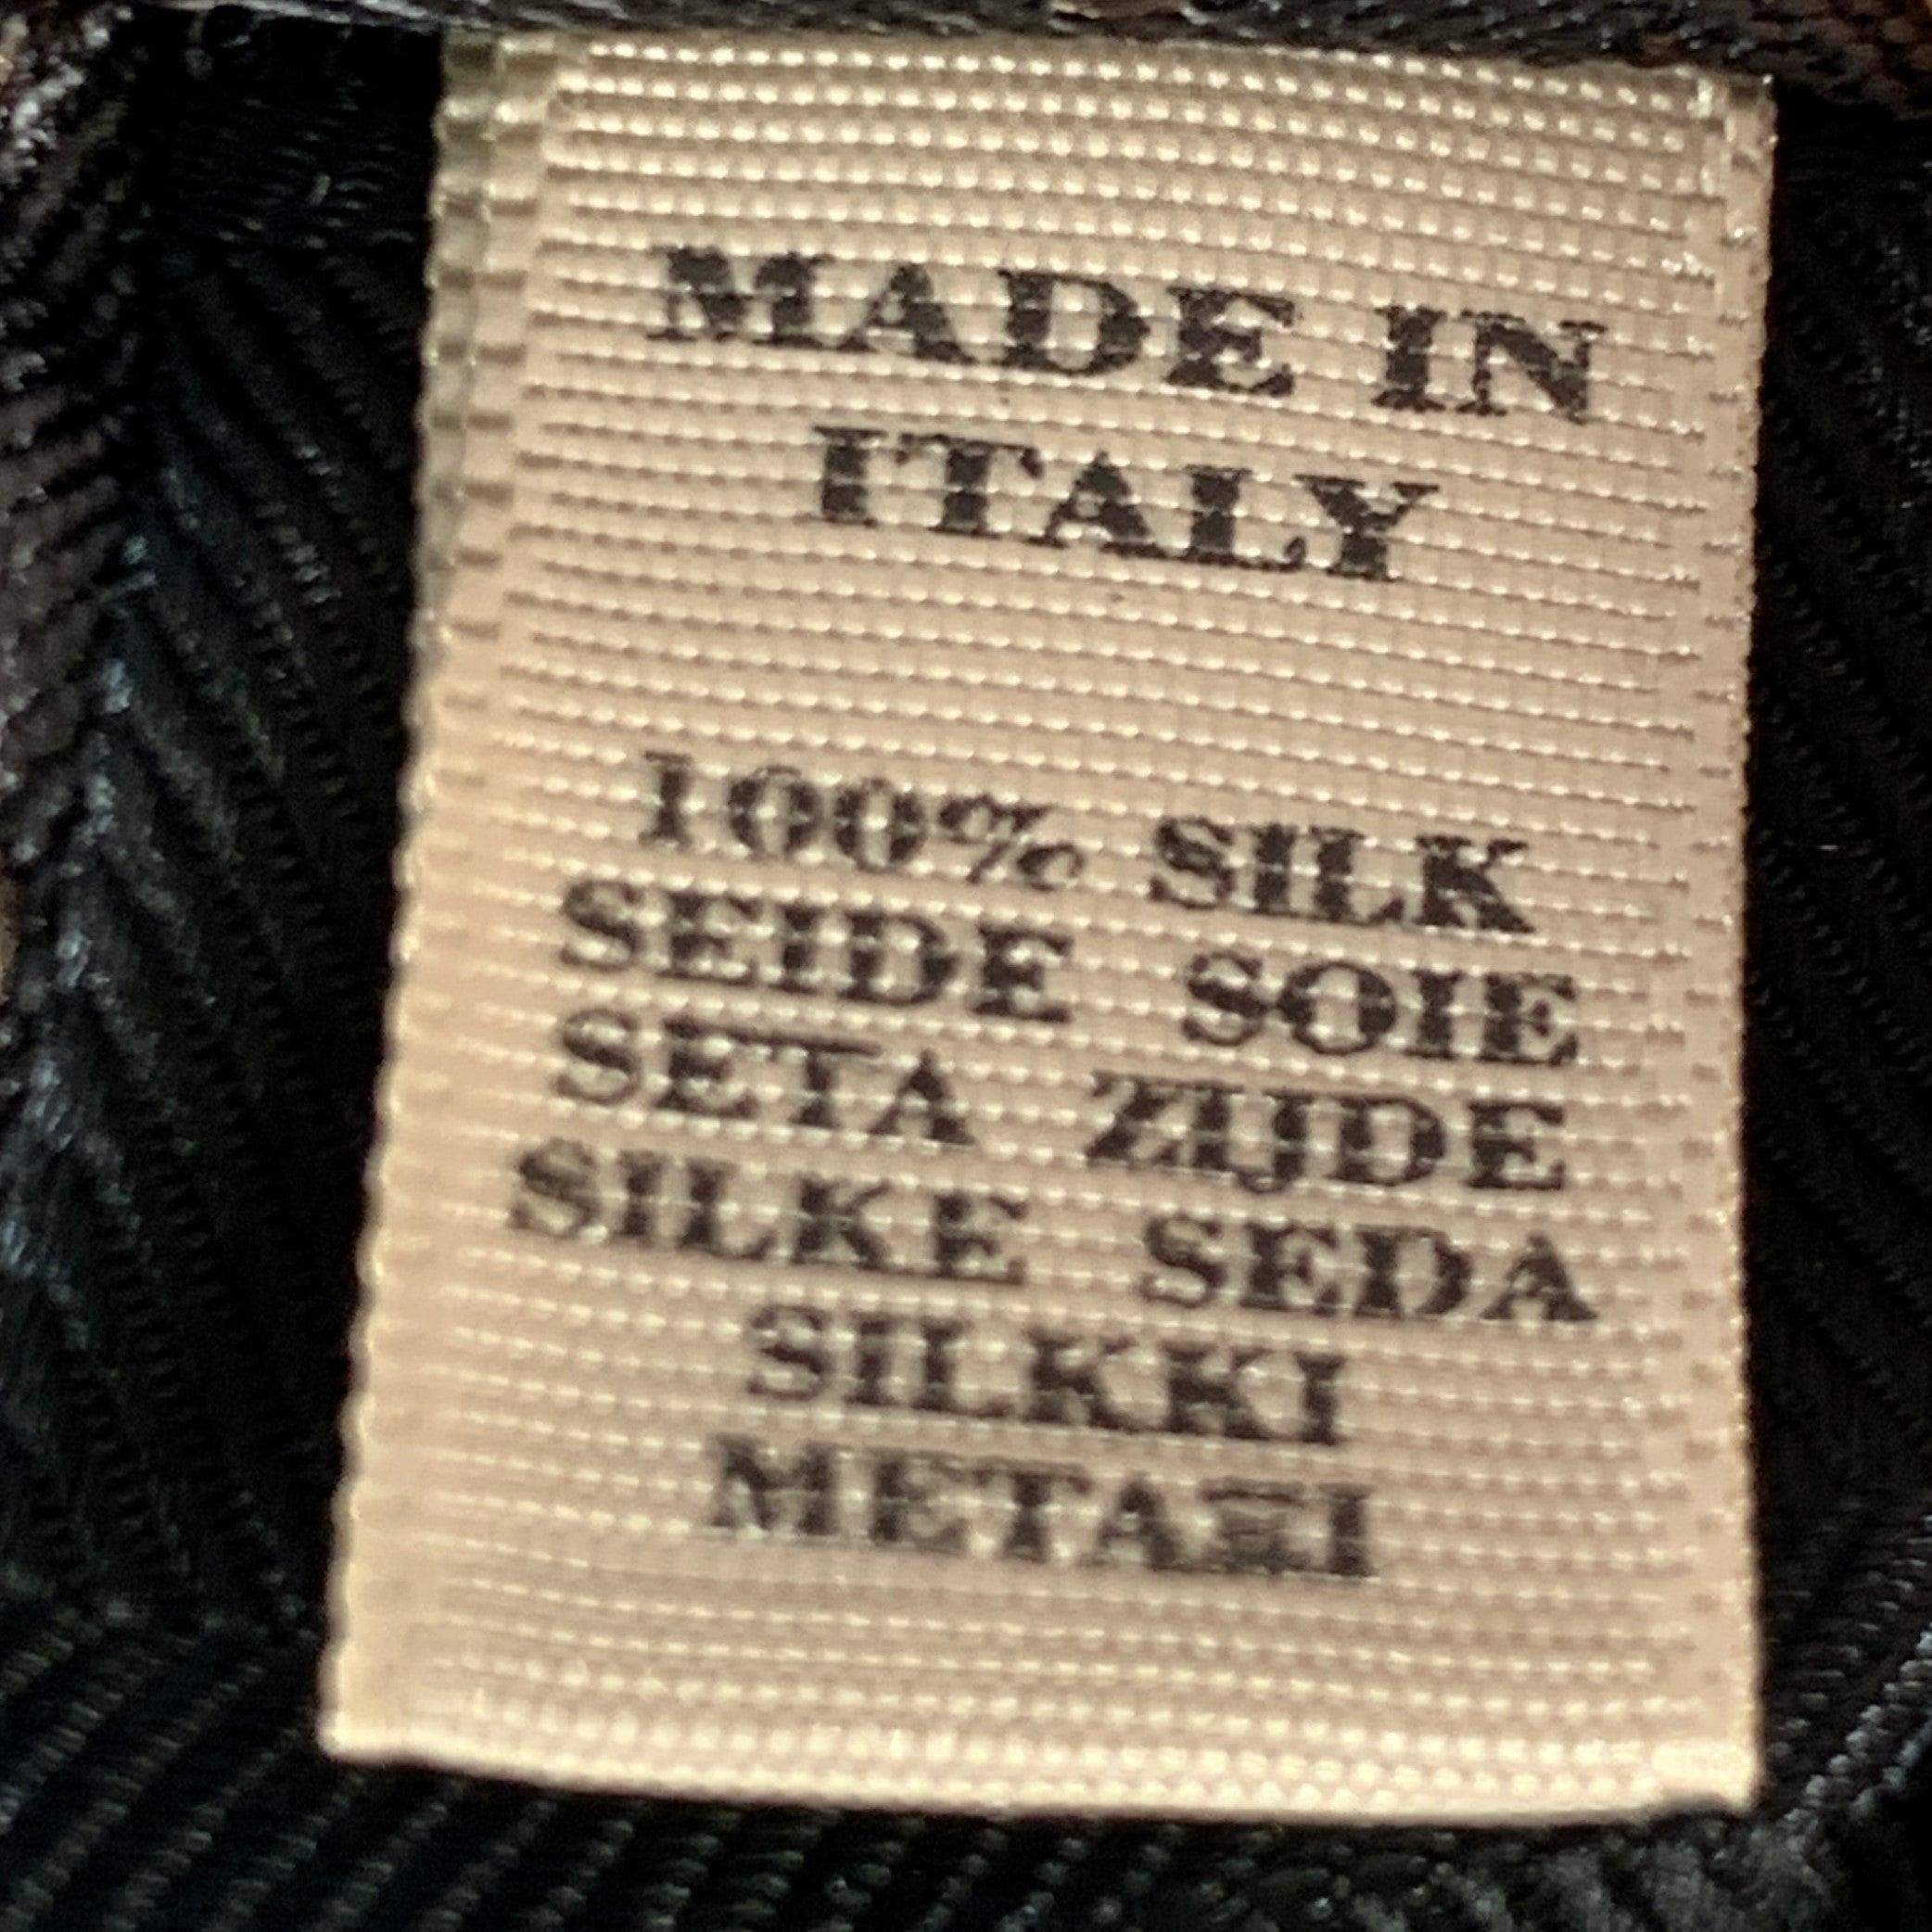 MADE IN
ITALY
100% SILK
SEIDE SOIE
SETA ZIJDE
SILKE SEDA
SILKKI
ΜΕΤΑΞΙ